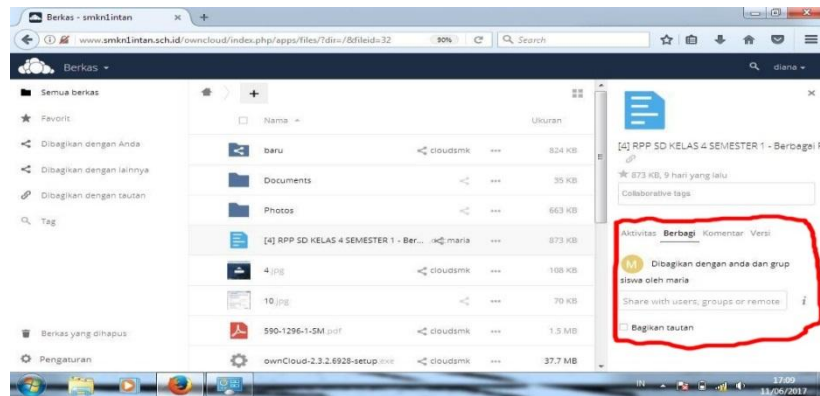 Berkas - smkn1intan
www.smkn1intan.sch.id/owncloud/index.php/apps/files/?dir=/&fileid=32 90% Search
Berkas diana
Semua berkas
Favorit
Dibagikan dengan Anda
Dibagikan dengan lainnya
Dibagikan dengan tautan
Tag
Berkas yang dihapus
Pengaturan
Nama Ukuran
baru cloudsmk 824 KB
Documents 35 KB
Photos 663 KB
[4] RPP SD KELAS 4 SEMESTER 1 - Ber... maria 873 KB
4.jpg cloudsmk 108 KB
10.jpg 70 KB
590-1296-1-SM.pdf 1.5 MB
ownCloud-2.3.2.6928-setup.exe cloudsmk 37.7 MB
[4] RPP SD KELAS 4 SEMESTER 1 - Berbagai
873 KB, 9 hari yang lalu
Collaborative tags
Aktivitas Berbagi Komentar Versi
M Dibagikan dengan anda dan grup
siswa oleh maria
Share with users, groups or remote
Bagikan tautan
IN 17:09
11/06/2017